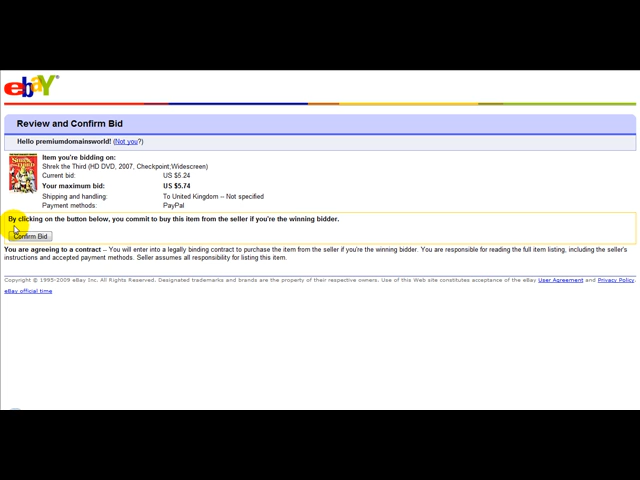 ebaY®
Review and Confirm Bid
Hello premiumdomainsworld! (Not you?)
Item you're bidding on:
Shrek the Third (HD DVD, 2007, Checkpoint;Widescreen)
Current bid: US $5.24
Your maximum bid: US $5.74
Shipping and handling: To United Kingdom -- Not specified
Payment methods: PayPal
By clicking on the button below, you commit to buy this item from the seller if you're the winning bidder.
Confirm Bid
You are agreeing to a contract -- You will enter into a legally binding contract to purchase the item from the seller if you're the winning bidder. You are responsible for reading the full item listing, including the seller's
instructions and accepted payment methods. Seller assumes all responsibility for listing this item.
Copyright © 1995-2009 eBay Inc. All Rights Reserved. Designated trademarks and brands are the property of their respective owners. Use of this Web site constitutes acceptance of the eBay User Agreement and Privacy Policy.
eBay official time